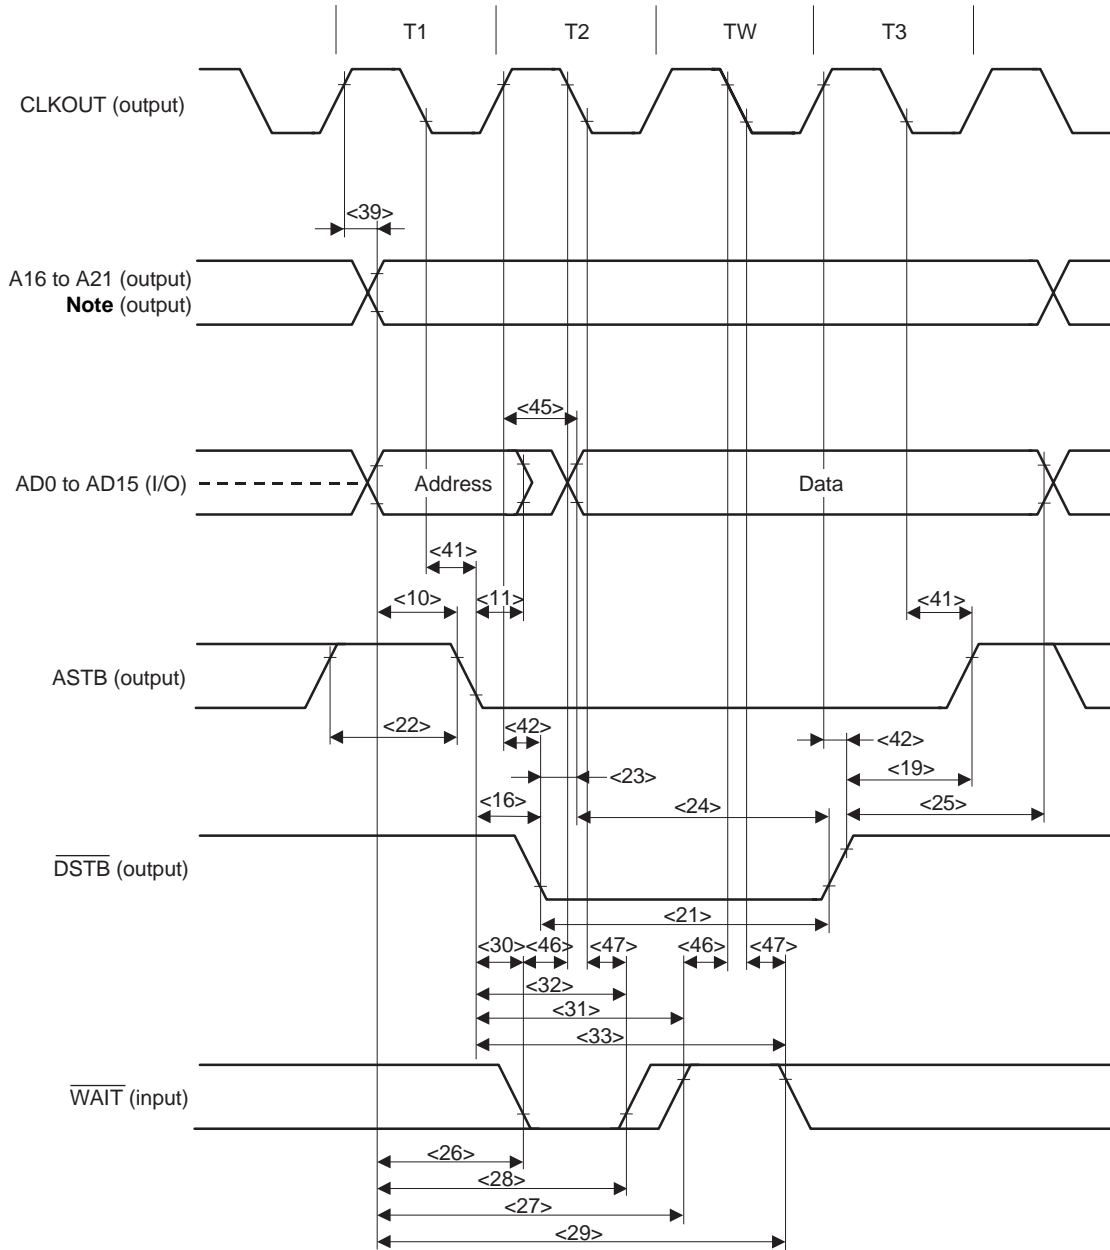 T1 T2 TW T3
CLKOUT (output)
<39>
A16 to A21 (output)
Note (output)
<45>
AD0 to AD15 (I/O) Address Data
<41>
<10> <11> <41>
ASTB (output)
<22> <42> <42>
<23> <19>
<16> <24> <25>
DSTB (output)
<21>
<30> <46> <47> <46> <47>
<32>
<31>
<33>
WAIT (input)
<26>
<28>
<27>
<29>